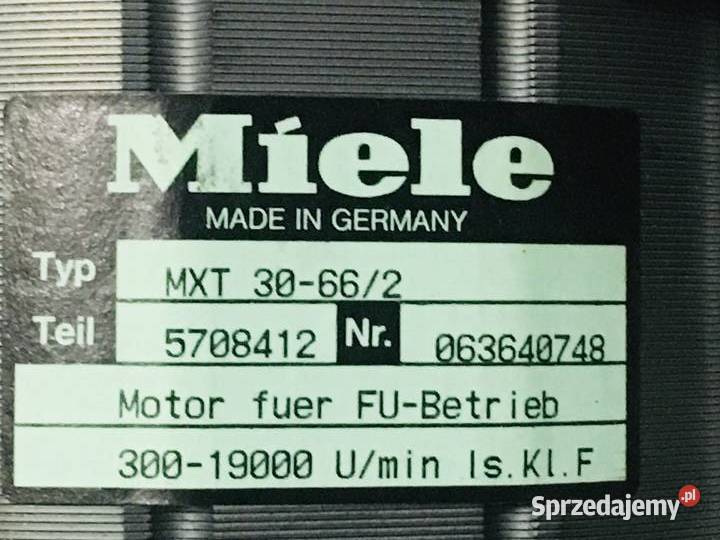 Miele
MADE IN GERMANY
Typ MXT 30-66/2
Teil 5708412 Nr. 063640748
Motor fuer FU-Betrieb
300-19000 U/min Is.Kl.F
Sprzedajemy.pl